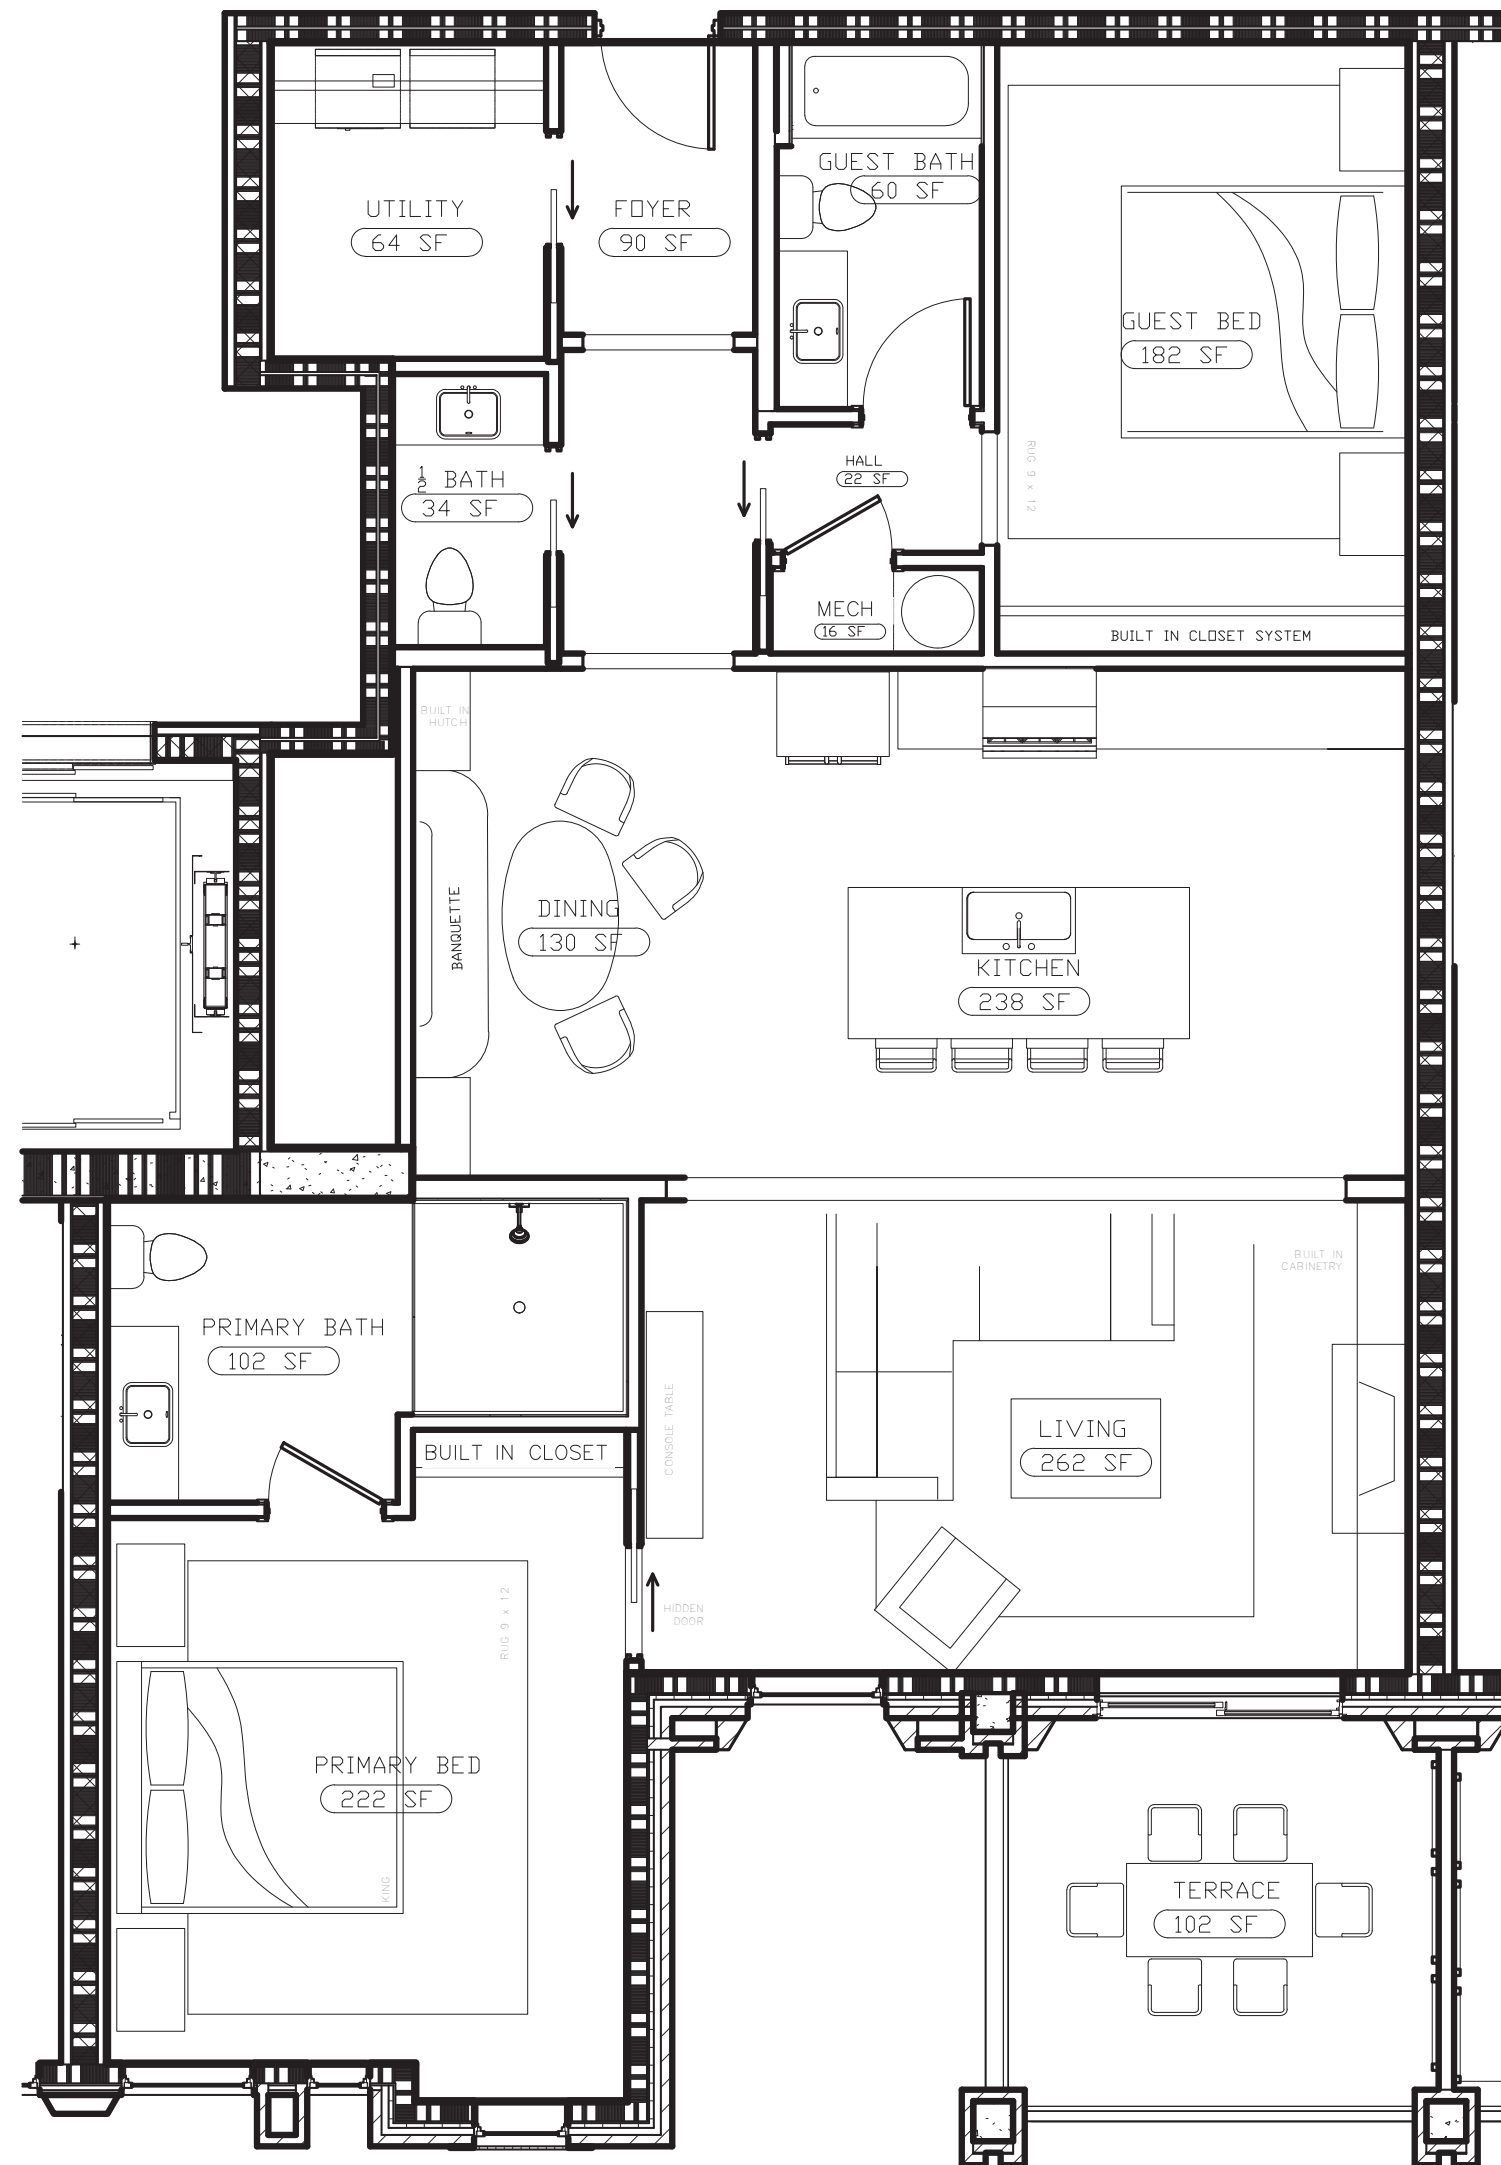 GUEST BATH
60 SF
UTILITY
64 SF
FOYER
90 SF
GUEST BED
182 SF
RUG 9 x 12
HALL
22 SF
1/2 BATH
34 SF
MECH
16 SF
BUILT IN CLOSET SYSTEM
BUILT IN
HUTCH
BANQUETTE
DINING
130 SF
KITCHEN
238 SF
BUILT IN
CABINETRY
PRIMARY BATH
102 SF
CONSOLE TABLE
LIVING
262 SF
BUILT IN CLOSET
RUG 9 x 12
HIDDEN
DOOR
PRIMARY BED
222 SF
KING
TERRACE
102 SF